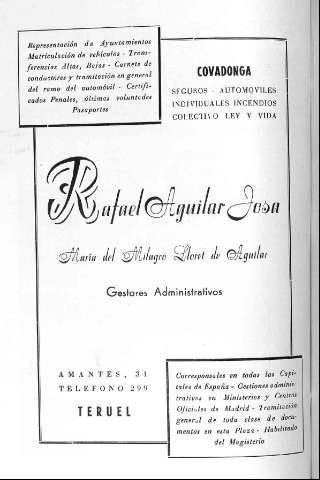 Representación de Ayuntamientos
Matriculación de vehículos - Trans-
ferencias Altas, Bajas - Carnets de
conductores y tramitación en general
del ramo del automóvil - Certifi-
cados Penales, últimas voluntades
Pasaportes
COVADONGA
SEGUROS - AUTOMOVILES
INDIVIDUALES INCENDIOS
COLECTIVO LEY Y VIDA
Rafael Aguilar Josa
María del Milagro Lloret de Aguilar
Gestores Administrativos
AMANTES, 31
TELEFONO 299
TERUEL
Corresponsales en todas las Capi-
tales de España - Gestiones adminis-
trativas en Ministerios y Centros
Oficiales de Madrid - Tramitación
general de toda clase de docu-
mentos en esta Plaza - Habilitado
del Magisterio